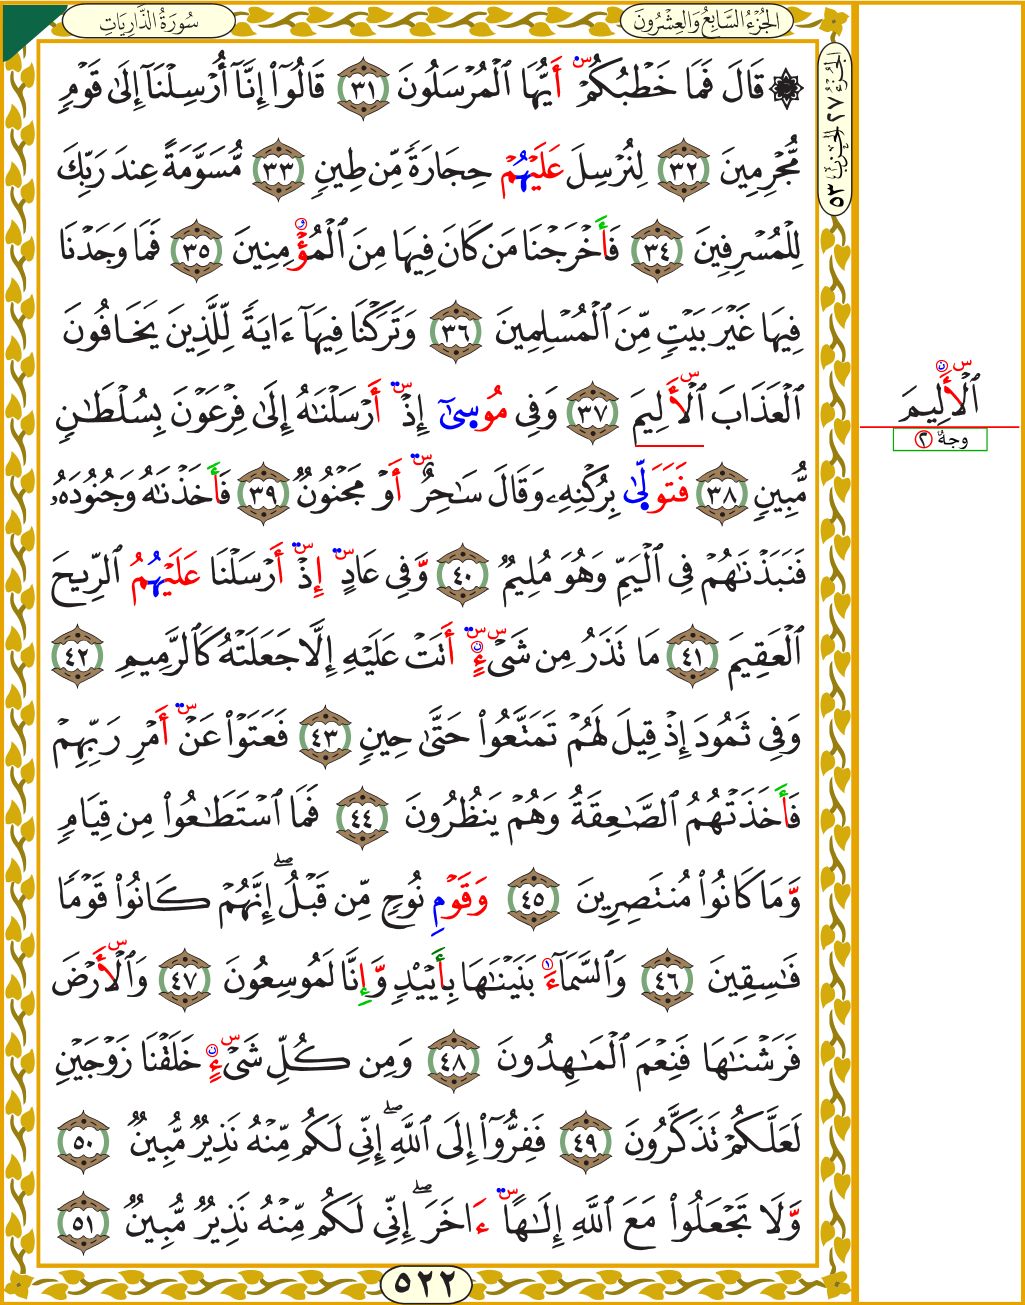 سُورَةُ الذَّارِيَاتِ
الجُزْءُ السَّابِعُ وَالعِشْرُونَ
الجزء ٢٧ الحزب ٥٣
۞ قَالَ فَمَا خَطْبُكُمْ أَيُّهَا ٱلْمُرْسَلُونَ ٣١ قَالُوٓاْ إِنَّآ أُرْسِلْنَآ إِلَىٰ قَوْمٍ
مُّجْرِمِينَ ٣٢ لِنُرْسِلَ عَلَيْهُمْ حِجَارَةً مِّن طِينٍ ٣٣ مُّسَوَّمَةً عِندَ رَبِّكَ
لِلْمُسْرِفِينَ ٣٤ فَأَخْرَجْنَا مَن كَانَ فِيهَا مِنَ ٱلْمُؤْمِنِينَ ٣٥ فَمَا وَجَدْنَا
فِيهَا غَيْرَ بَيْتٍ مِّنَ ٱلْمُسْلِمِينَ ٣٦ وَتَرَكْنَا فِيهَآ ءَايَةً لِّلَّذِينَ يَخَافُونَ
ٱلْعَذَابَ ٱلْأَلِيمَ ٣٧ وَفِى مُوسِىٰٓ إِذْ أَرْسَلْنَٰهُ إِلَىٰ فِرْعَوْنَ بِسُلْطَٰنٍ
مُّبِينٍ ٣٨ فَتَوَلِّىٰ بِرُكْنِهِۦ وَقَالَ سَٰحِرٌ أَوْ مَجْنُونٌ ٣٩ فَأَخَذْنَٰهُ وَجُنُودَهُۥ
فَنَبَذْنَٰهُمْ فِى ٱلْيَمِّ وَهُوَ مُلِيمٌ ٤٠ وَّفِى عَادٍ إِذْ أَرْسَلْنَا عَلَيْهُمُ ٱلرِّيحَ
ٱلْعَقِيمَ ٤١ مَا تَذَرُ مِن شَىْءٍ أَتَتْ عَلَيْهِ إِلَّا جَعَلَتْهُ كَٱلرَّمِيمِ ٤٢
وَفِى ثَمُودَ إِذْ قِيلَ لَهُمْ تَمَتَّعُواْ حَتَّىٰ حِينٍ ٤٣ فَعَتَوْاْ عَنْ أَمْرِ رَبِّهِمْ
فَأَخَذَتْهُمُ ٱلصَّٰعِقَةُ وَهُمْ يَنظُرُونَ ٤٤ فَمَا ٱسْتَطَٰعُواْ مِن قِيَامٍ
وَّمَا كَانُواْ مُنتَصِرِينَ ٤٥ وَقَوْمِ نُوحٍ مِّن قَبْلُ ۖ إِنَّهُمْ كَانُواْ قَوْمًا
فَٰسِقِينَ ٤٦ وَٱلسَّمَآءَ بَنَيْنَٰهَا بِأَيْيْدٍ وَّإِنَّا لَمُوسِعُونَ ٤٧ وَٱلْأَرْضَ
فَرَشْنَٰهَا فَنِعْمَ ٱلْمَٰهِدُونَ ٤٨ وَمِن كُلِّ شَىْءٍ خَلَقْنَا زَوْجَيْنِ
لَعَلَّكُمْ تَذَكَّرُونَ ٤٩ فَفِرُّوٓاْ إِلَى ٱللَّهِ ۖ إِنِّى لَكُم مِّنْهُ نَذِيرٌ مُّبِينٌ ٥٠
وَّلَا تَجْعَلُواْ مَعَ ٱللَّهِ إِلَٰهًا ءَاخَرَ ۖ إِنِّى لَكُم مِّنْهُ نَذِيرٌ مُّبِينٌ ٥١
ٱلْأَلِيمَ
وجهٌ ٢
٥٢٢